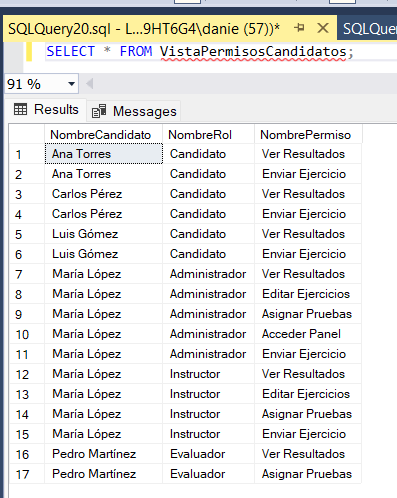 SQLQuery20.sql - L...9HT6G4\danie (57))*
SELECT * FROM VistaPermisosCandidatos;
91 %
Results Messages
NombreCandidato NombreRol NombrePermiso
1 Ana Torres Candidato Ver Resultados
2 Ana Torres Candidato Enviar Ejercicio
3 Carlos Pérez Candidato Ver Resultados
4 Carlos Pérez Candidato Enviar Ejercicio
5 Luis Gómez Candidato Ver Resultados
6 Luis Gómez Candidato Enviar Ejercicio
7 María López Administrador Ver Resultados
8 María López Administrador Editar Ejercicios
9 María López Administrador Asignar Pruebas
10 María López Administrador Acceder Panel
11 María López Administrador Enviar Ejercicio
12 María López Instructor Ver Resultados
13 María López Instructor Editar Ejercicios
14 María López Instructor Asignar Pruebas
15 María López Instructor Enviar Ejercicio
16 Pedro Martínez Evaluador Ver Resultados
17 Pedro Martínez Evaluador Asignar Pruebas